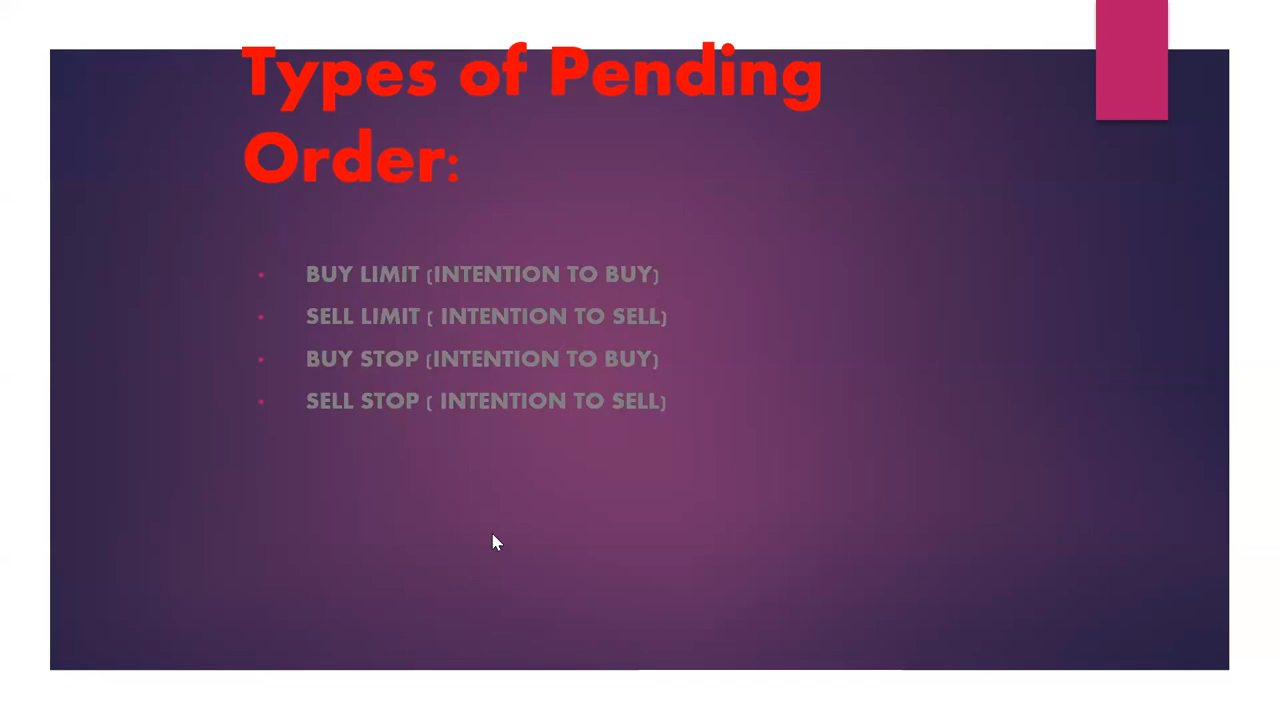 Types of Pending
Order:
• BUY LIMIT (INTENTION TO BUY)
• SELL LIMIT ( INTENTION TO SELL)
• BUY STOP (INTENTION TO BUY)
• SELL STOP ( INTENTION TO SELL)